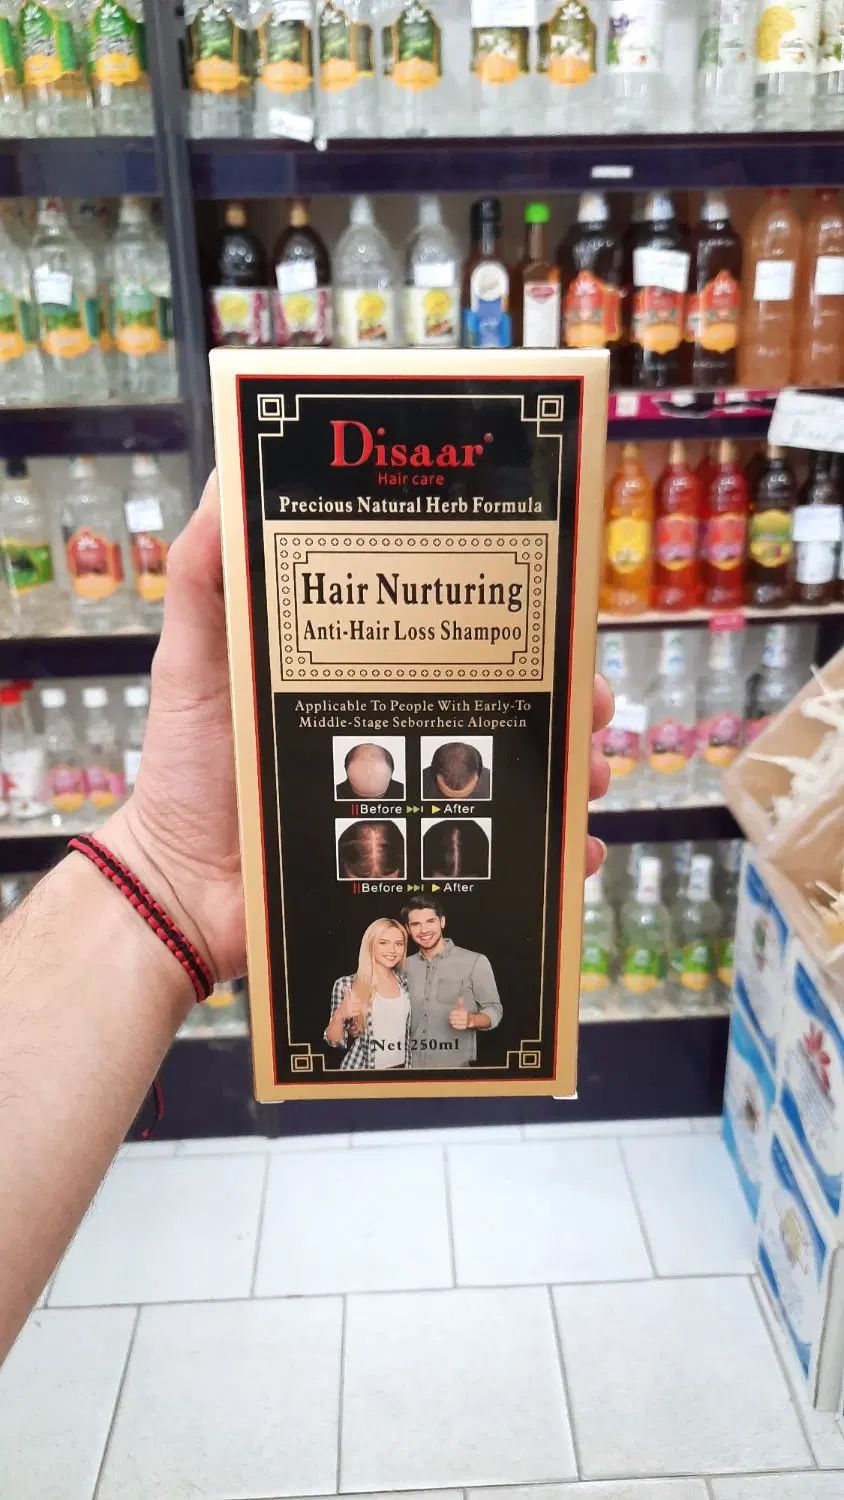 Disaar®
Hair care
Precious Natural Herb Formula
Hair Nurturing
Anti-Hair Loss Shampoo
Applicable To People With Early-To
Middle-Stage Seborrheic Alopecin
||Before ▶▶| ▶ After
||Before ▶▶| ▶ After
Net:250ml